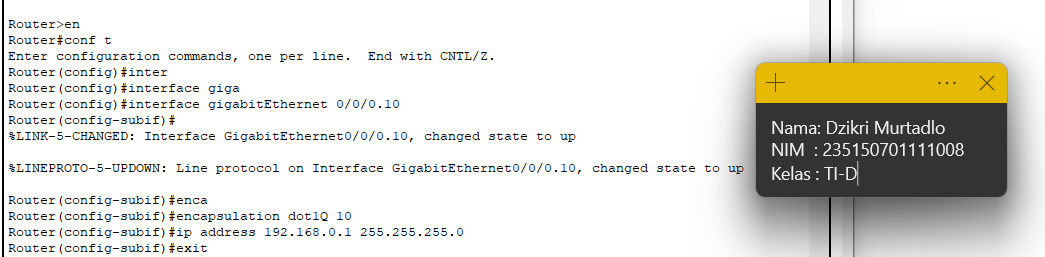 Router>en
Router#conf t
Enter configuration commands, one per line.  End with CNTL/Z.
Router(config)#inter
Router(config)#interface giga
Router(config)#interface gigabitEthernet 0/0/0.10
Router(config-subif)#
%LINK-5-CHANGED: Interface GigabitEthernet0/0/0.10, changed state to up
%LINEPROTO-5-UPDOWN: Line protocol on Interface GigabitEthernet0/0/0.10, changed state to up
Router(config-subif)#enca
Router(config-subif)#encapsulation dot1Q 10
Router(config-subif)#ip address 192.168.0.1 255.255.255.0
Router(config-subif)#exit
Nama: Dzikri Murtadlo
NIM  : 235150701111008
Kelas : TI-D